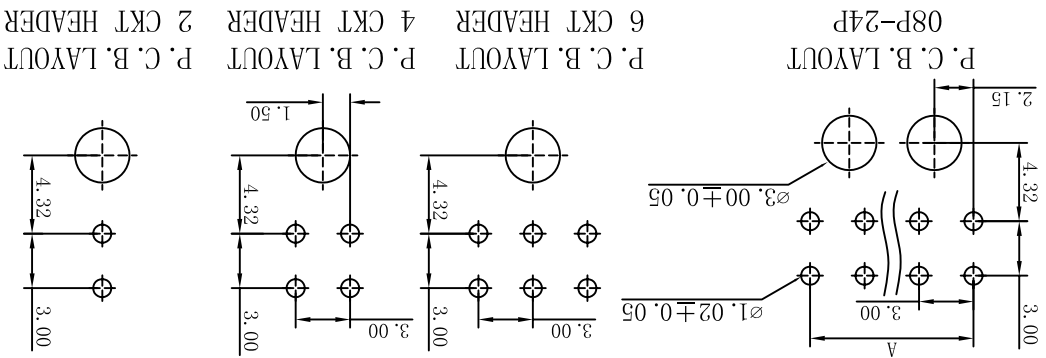 A
3.00
3.00
3.00
3.00
3.00
3.00
3.00
ø1.02±0.05
ø3.00±0.05
4.32
4.32
4.32
4.32
2.15
1.50
P. C. B. LAYOUT
08P-24P
P. C. B. LAYOUT
6 CKT HEADER
P. C. B. LAYOUT
4 CKT HEADER
P. C. B. LAYOUT
2 CKT HEADER